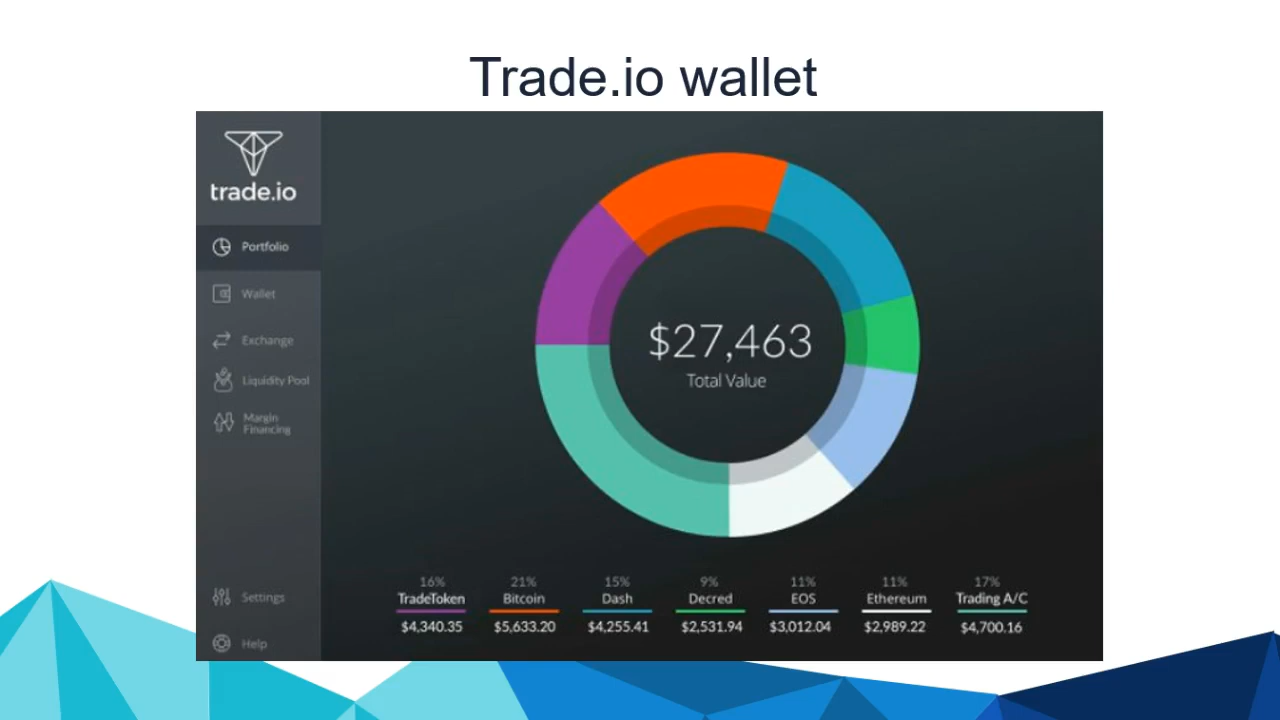 Trade.io wallet
trade.io
Portfolio
Wallet
Exchange
Liquidity Pool
Margin
Financing
Settings
Help
$27,463
Total Value
16% 21% 15% 9% 11% 11% 17%
TradeToken Bitcoin Dash Decred EOS Ethereum Trading A/C
$4,340.35 $5,633.20 $4,255.41 $2,531.94 $3,012.04 $2,989.22 $4,700.16